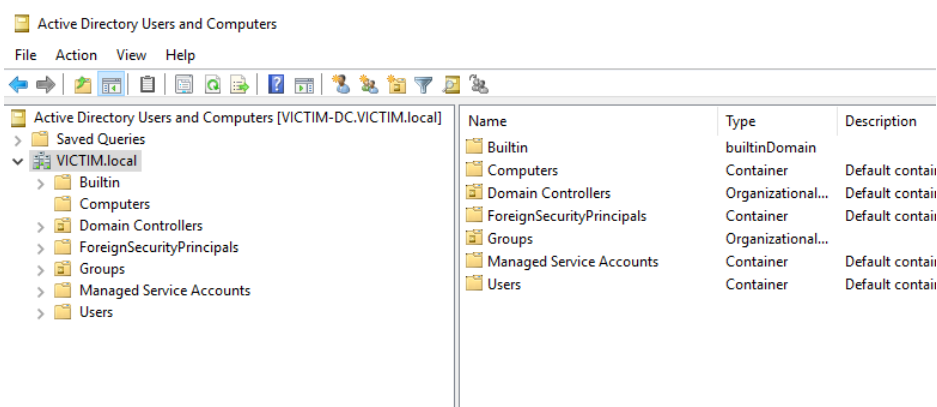 Active Directory Users and Computers
File Action View Help
Active Directory Users and Computers [VICTIM-DC.VICTIM.local]
Saved Queries
VICTIM.local
Builtin
Computers
Domain Controllers
ForeignSecurityPrincipals
Groups
Managed Service Accounts
Users
Name Type Description
Builtin builtinDomain
Computers Container Default contai
Domain Controllers Organizational...  Default contai
ForeignSecurityPrincipals Container Default contai
Groups Organizational...
Managed Service Accounts Container Default contai
Users Container Default contai